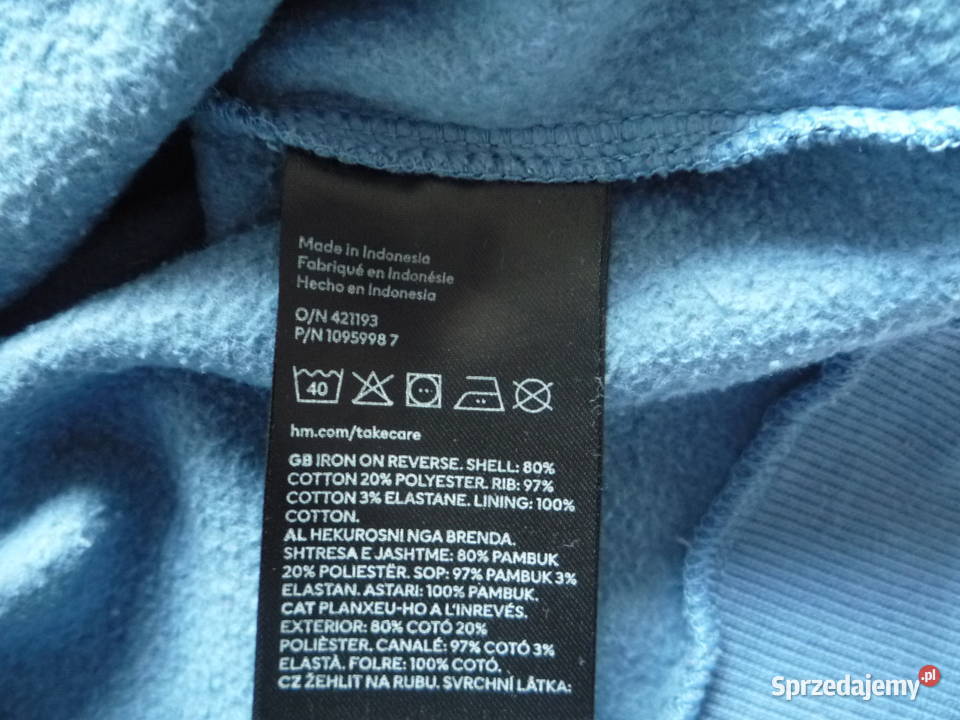 Made in Indonesia
Fabriqué en Indonésie
Hecho en Indonesia
O/N 421193
P/N 1095998 7
40
hm.com/takecare
GB IRON ON REVERSE. SHELL: 80%
COTTON 20% POLYESTER. RIB: 97%
COTTON 3% ELASTANE. LINING: 100%
COTTON.
AL HEKUROSNI NGA BRENDA.
SHTRESA E JASHTME: 80% PAMBUK
20% POLIESTËR. SOP: 97% PAMBUK 3%
ELASTAN. ASTARI: 100% PAMBUK.
CAT PLANXEU-HO A L'INREVÉS.
EXTERIOR: 80% COTÓ 20%
POLIÈSTER. CANALÉ: 97% COTÓ 3%
ELASTÀ. FOLRE: 100% COTÓ.
CZ ŽEHLIT NA RUBU. SVRCHNÍ LÁTKA:
Sprzedajemy.pl